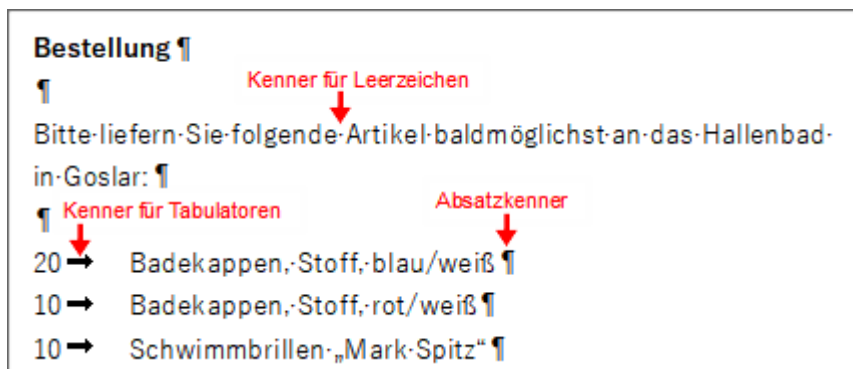 Bestellung ¶
¶
Kenner für Leerzeichen
Bitte·liefern·Sie·folgende·Artikel·baldmöglichst·an·das·Hallenbad·
in·Goslar: ¶
¶
Kenner für Tabulatoren
Absatzkenner
20 → Badekappen,·Stoff,·blau/weiß ¶
10 → Badekappen,·Stoff,·rot/weiß ¶
10 → Schwimmbrillen·„Mark·Spitz“ ¶